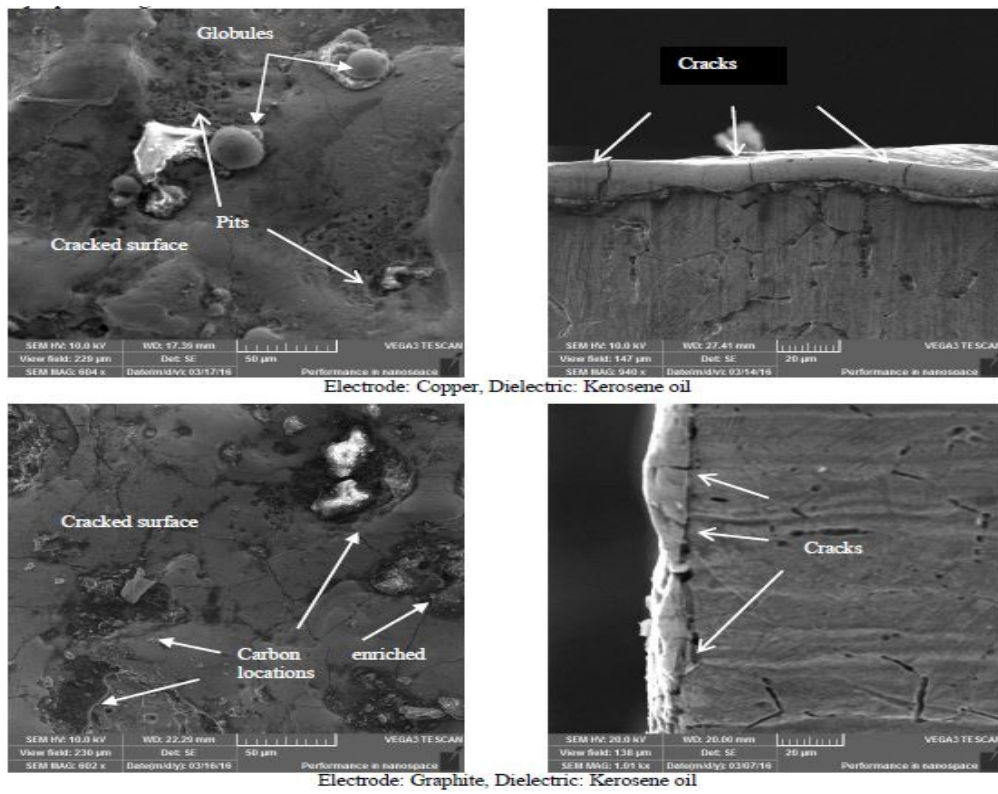 Globules
Pits
Cracked surface
SEM HV: 10.0 kV WD: 17.39 mm VEGA3 TESCAN
View field: 229 µm Det: SE 50 µm
SEM MAG: 604 x Date(m/d/y): 03/17/16 Performance in nanospace
Cracks
SEM HV: 10.0 kV WD: 27.41 mm VEGA3 TESCAN
View field: 147 µm Det: SE 20 µm
SEM MAG: 940 x Date(m/d/y): 03/14/16 Performance in nanospace
Electrode: Copper, Dielectric: Kerosene oil
Cracked surface
Carbon enriched
locations
SEM HV: 10.0 kV WD: 22.29 mm VEGA3 TESCAN
View field: 230 µm Det: SE 50 µm
SEM MAG: 602 x Date(m/d/y): 03/16/16 Performance in nanospace
Cracks
SEM HV: 20.0 kV WD: 20.00 mm VEGA3 TESCAN
View field: 138 µm Det: SE 20 µm
SEM MAG: 1.01 kx Date(m/d/y): 03/07/16 Performance in nanospace
Electrode: Graphite, Dielectric: Kerosene oil